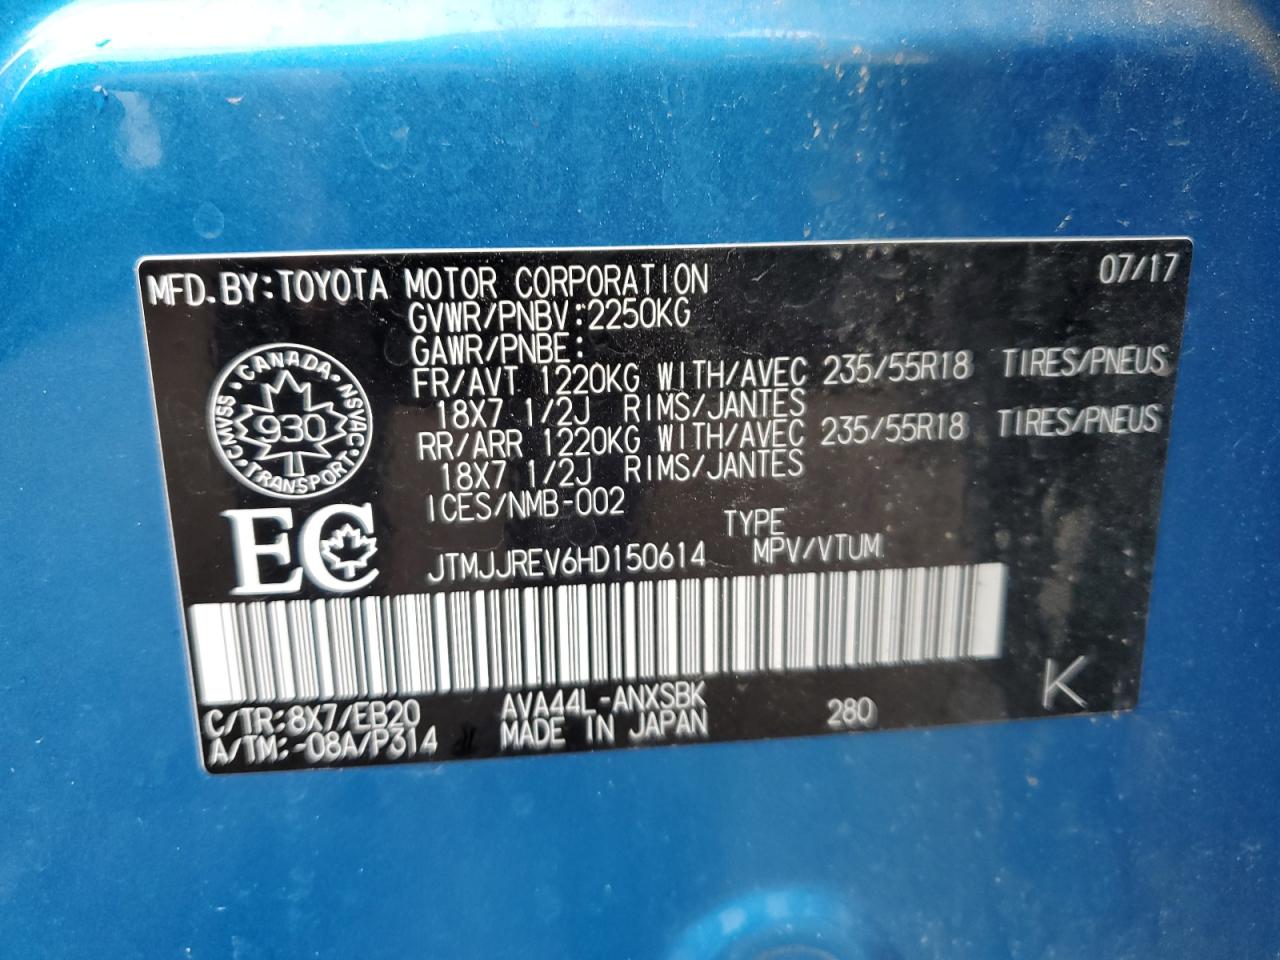 MFD. BY: TOYOTA MOTOR CORPORATION 07/17
GVWR/PNBV: 2250KG
GAWR/PNBE:
FR/AVT 1220KG WITH/AVEC 235/55R18 TIRES/PNEUS
18X7 1/2J RIMS/JANTES
RR/ARR 1220KG WITH/AVEC 235/55R18 TIRES/PNEUS
18X7 1/2J RIMS/JANTES
ICES/NMB-002
CANADA · NSVAC · TRANSPORT · CMVSS ·
930
EC
TYPE
JTMJJREV6HD150614 MPV/VTUM
C/TR: 8X7/EB20 AVA44L-ANXSBK 280 K
A/TM: -08A/P314 MADE IN JAPAN